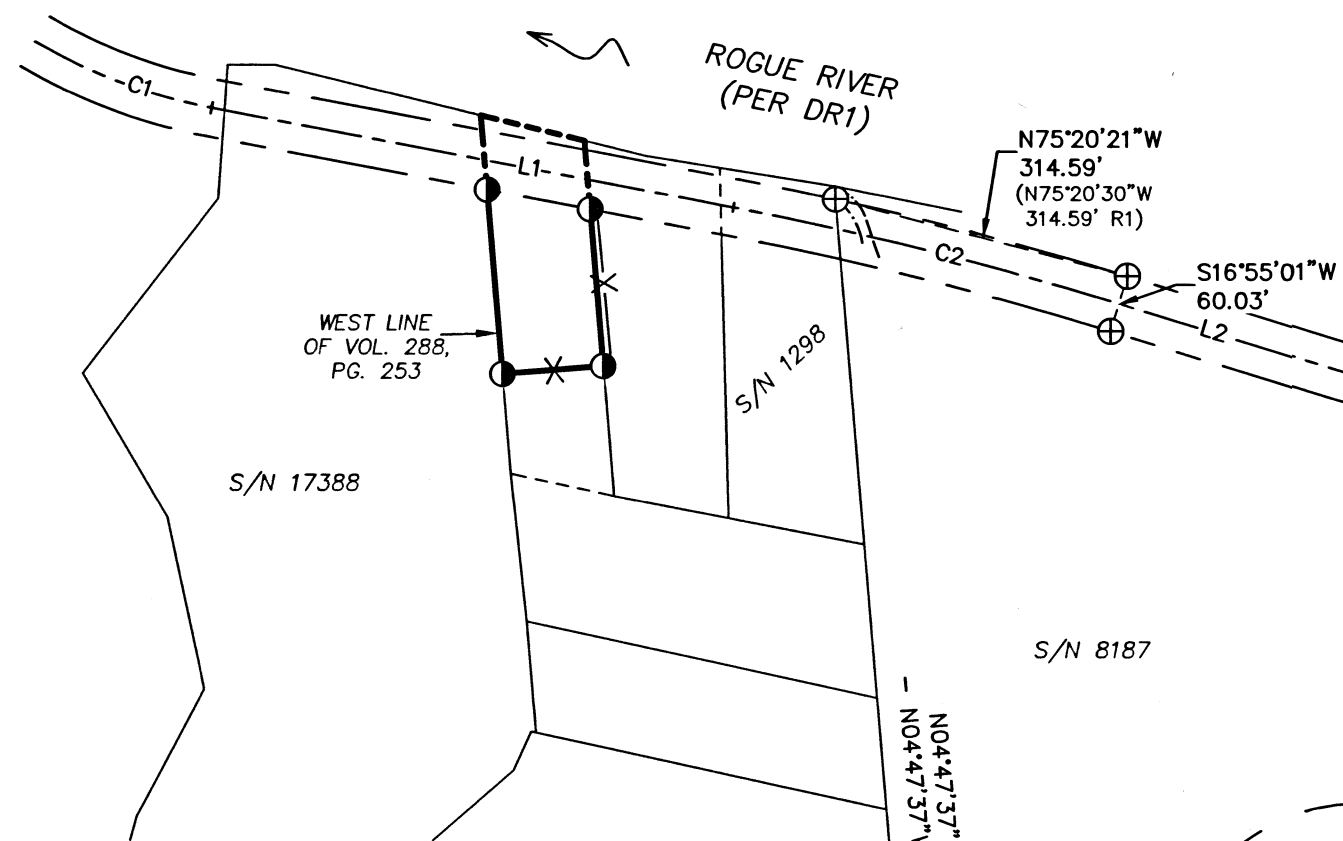 ROGUE RIVER
(PER DR1)
C1
N75°20'21"W
314.59'
(N75°20'30"W
314.59' R1)
L1
C2
S16°55'01"W
60.03'
L2
WEST LINE
OF VOL. 288,
PG. 253
S/N 1298
S/N 17388
S/N 8187
N04°47'37"
N04°47'37"